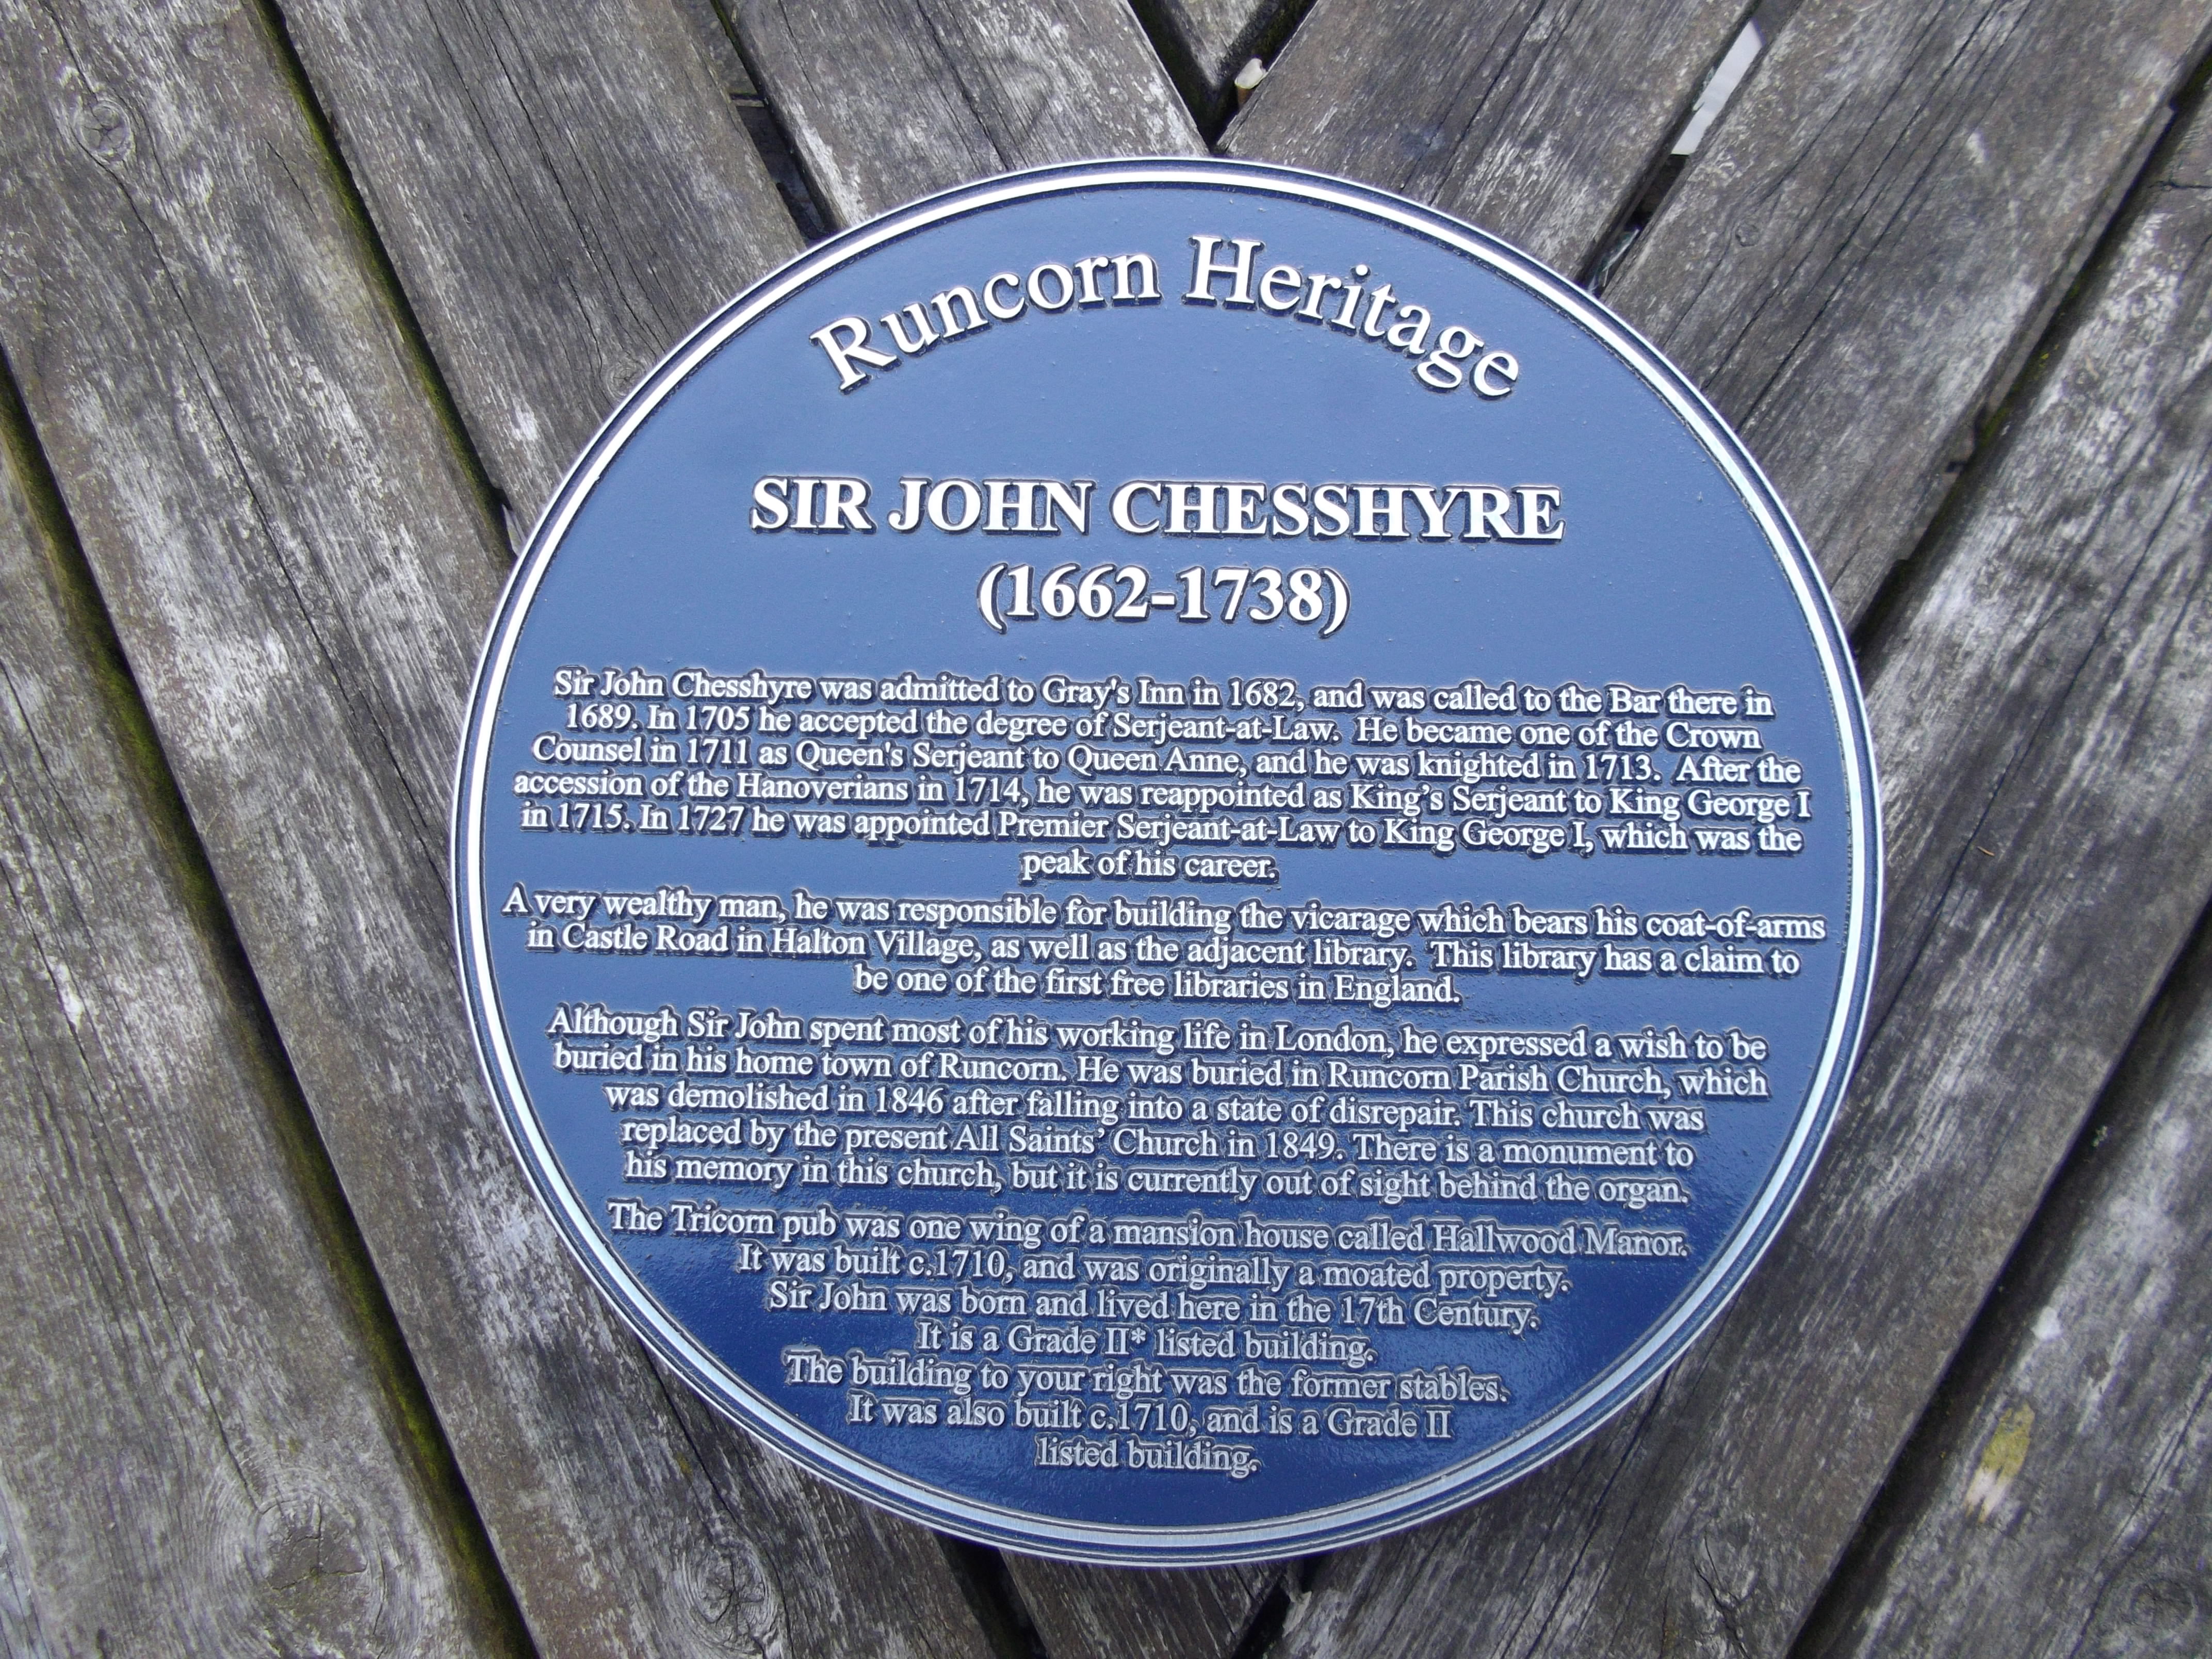 Runcorn Heritage
SIR JOHN CHESSHYRE
(1662-1738)
Sir John Chesshyre was admitted to Gray's Inn in 1682, and was called to the Bar there in
1689. In 1705 he accepted the degree of Serjeant-at-Law. He became one of the Crown
Counsel in 1711 as Queen's Serjeant to Queen Anne, and he was knighted in 1713. After the
accession of the Hanoverians in 1714, he was reappointed as King's Serjeant to King George I
in 1715. In 1727 he was appointed Premier Serjeant-at-Law to King George I, which was the
peak of his career.
A very wealthy man, he was responsible for building the vicarage which bears his coat-of-arms
in Castle Road in Halton Village, as well as the adjacent library. This library has a claim to
be one of the first free libraries in England.
Although Sir John spent most of his working life in London, he expressed a wish to be
buried in his home town of Runcorn. He was buried in Runcorn Parish Church, which
was demolished in 1846 after falling into a state of disrepair. This church was
replaced by the present All Saints' Church in 1849. There is a monument to
his memory in this church, but it is currently out of sight behind the organ.
The Tricorn pub was one wing of a mansion house called Hallwood Manor.
It was built c.1710, and was originally a moated property.
Sir John was born and lived here in the 17th Century.
It is a Grade II* listed building.
The building to your right was the former stables.
It was also built c.1710, and is a Grade II
listed building.